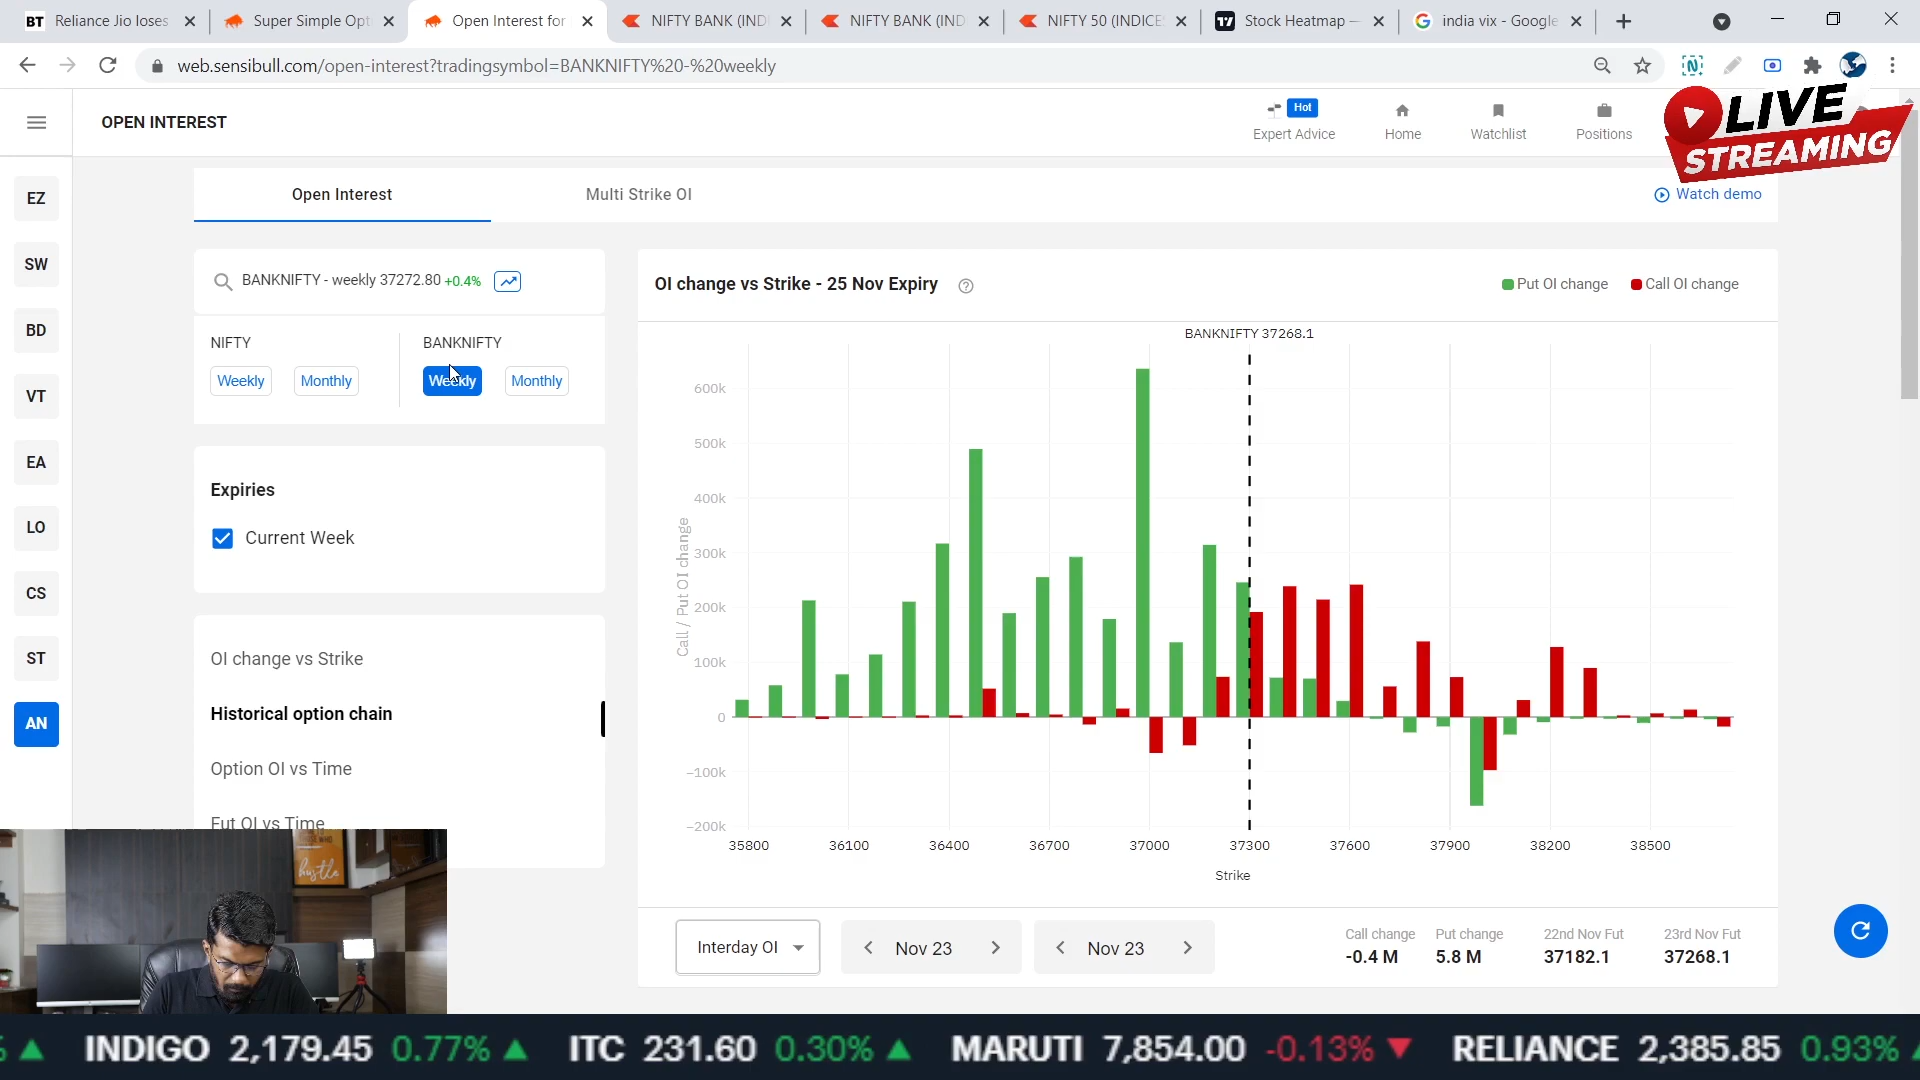 BT Reliance Jio loses
Super Simple Opt
Open Interest for
NIFTY BANK (IND
NIFTY BANK (IND
NIFTY 50 (INDICE
Stock Heatmap —
india vix - Google
web.sensibull.com/open-interest?tradingsymbol=BANKNIFTY%20-%20weekly
OPEN INTEREST
Hot
Expert Advice
Home
Watchlist
Positions
LIVE
STREAMING
EZ
SW
BD
VT
EA
LO
CS
ST
AN
Open Interest
Multi Strike OI
Watch demo
BANKNIFTY - weekly 37272.80 +0.4%
NIFTY
Weekly
Monthly
BANKNIFTY
Weekly
Monthly
Expiries
Current Week
OI change vs Strike
Historical option chain
Option OI vs Time
Fut OI vs Time
hustle
OI change vs Strike - 25 Nov Expiry
Put OI change
Call OI change
BANKNIFTY 37268.1
Call / Put OI change
600k
500k
400k
300k
200k
100k
0
−100k
−200k
35800
36100
36400
36700
37000
37300
37600
37900
38200
38500
Strike
Interday OI
Nov 23
Nov 23
Call change
-0.4 M
Put change
5.8 M
22nd Nov Fut
37182.1
23rd Nov Fut
37268.1
% INDIGO 2,179.45 0.77% ITC 231.60 0.30% MARUTI 7,854.00 -0.13% RELIANCE 2,385.85 0.93%